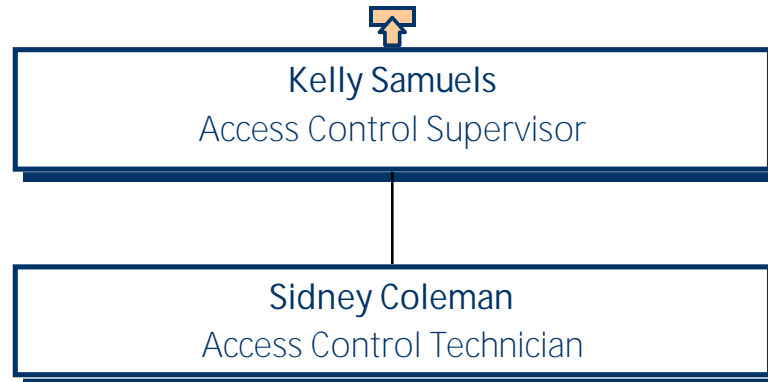 Kelly Samuels
Access Control Supervisor
Sidney Coleman
Access Control Technician